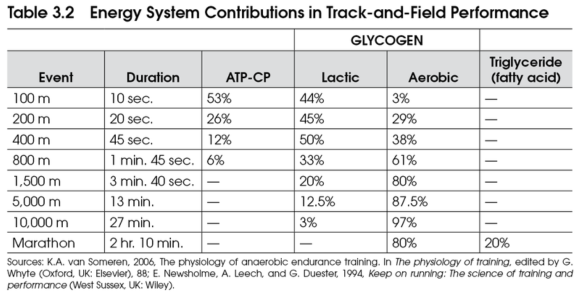 Table 3.2 Energy System Contributions in Track-and-Field Performance
GLYCOGEN
Event Duration ATP-CP Lactic Aerobic Triglyceride (fatty acid)
100 m 10 sec. 53% 44% 3% —
200 m 20 sec. 26% 45% 29% —
400 m 45 sec. 12% 50% 38% —
800 m 1 min. 45 sec. 6% 33% 61% —
1,500 m 3 min. 40 sec. — 20% 80% —
5,000 m 13 min. — 12.5% 87.5% —
10,000 m 27 min. — 3% 97% —
Marathon 2 hr. 10 min. — — 80% 20%
Sources: K.A. van Someren, 2006, The physiology of anaerobic endurance training. In The physiology of training, edited by G.
Whyte (Oxford, UK: Elsevier), 88; E. Newsholme, A. Leech, and G. Duester, 1994, Keep on running: The science of training and
performance (West Sussex, UK: Wiley).